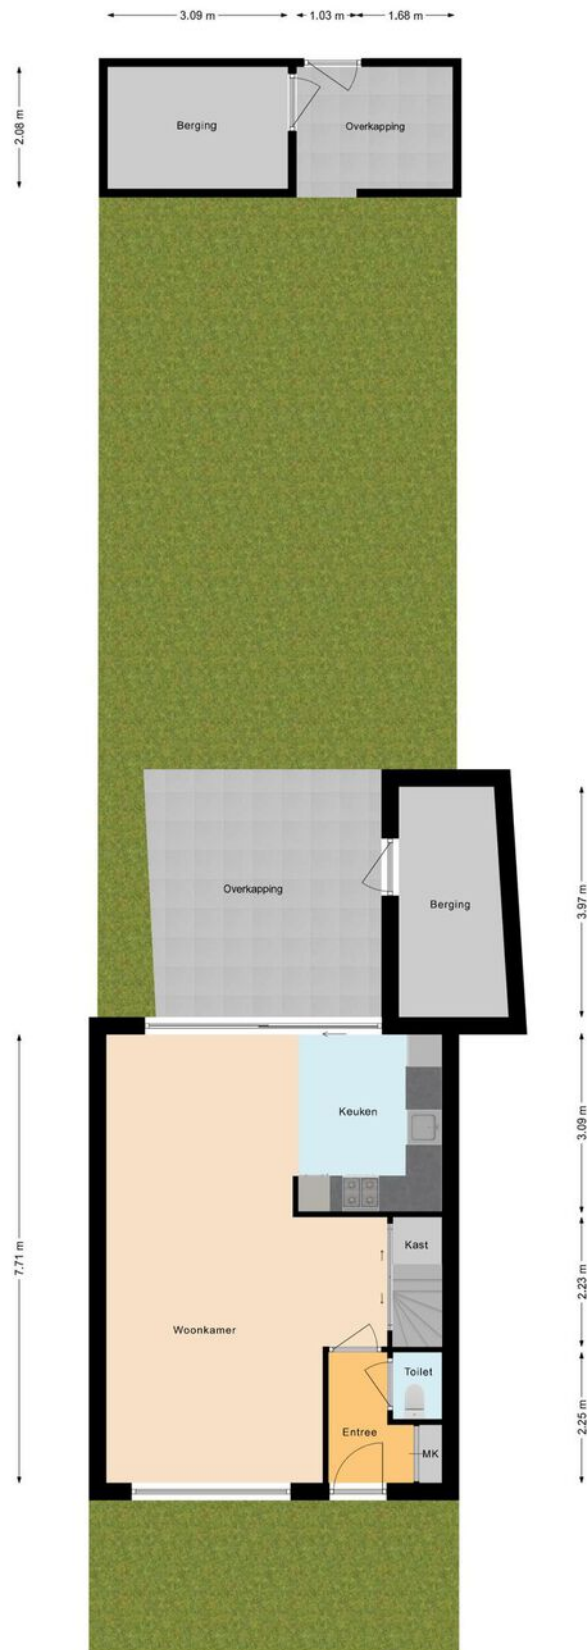 3.09 m
1.03 m
1.68 m
2.08 m
Berging
Overkapping
Overkapping
Berging
3.97 m
Keuken
3.09 m
Kast
7.71 m
2.23 m
Woonkamer
Toilet
2.25 m
Entree
MK